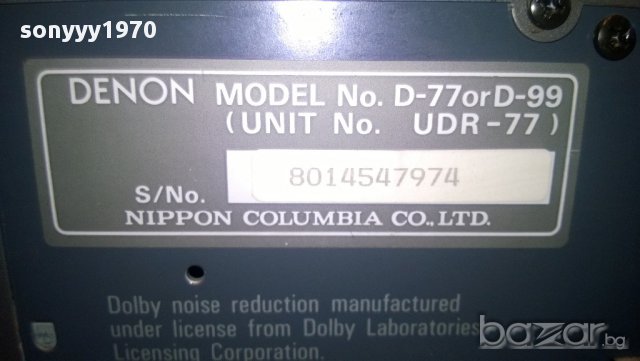 sonyyy1970
DENON MODEL No. D-77orD-99
(UNIT No. UDR-77)
S/No. 8014547974
NIPPON COLUMBIA CO.,LTD.
Dolby noise reduction manufactured
under license from Dolby Laboratories
Licensing Corporation.
bazar.bg